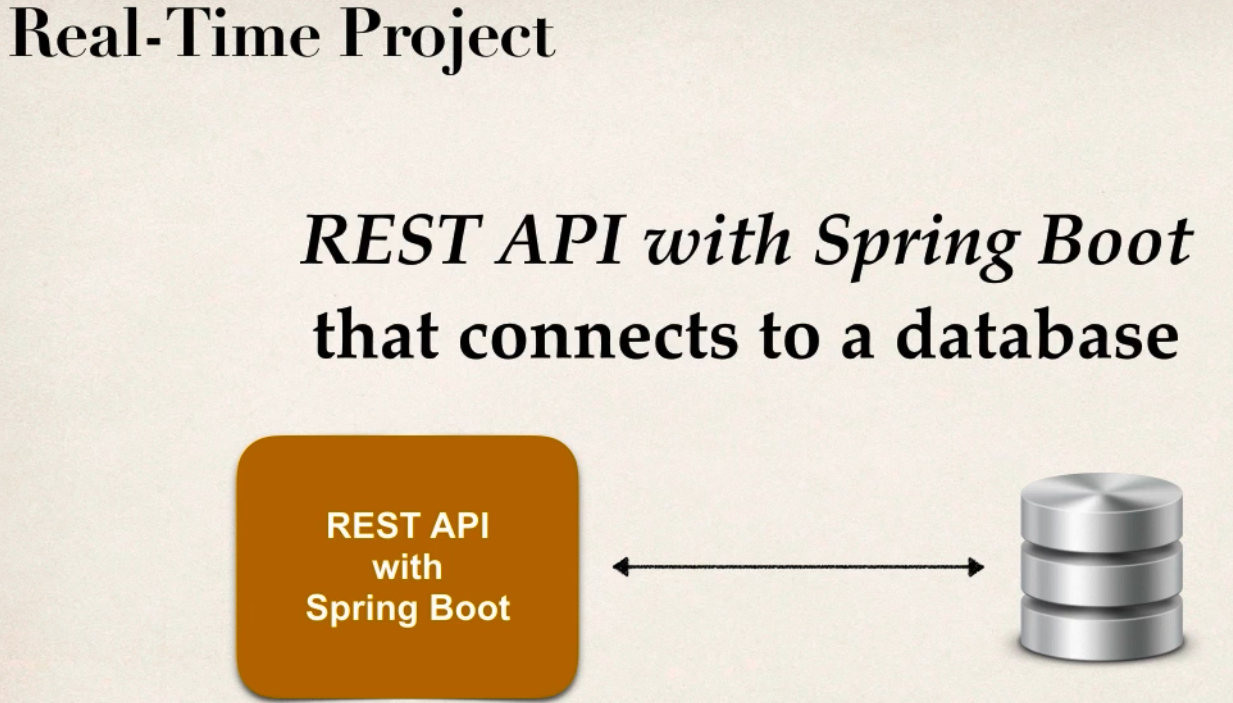 Real-Time Project
REST API with Spring Boot
that connects to a database
REST API
with
Spring Boot